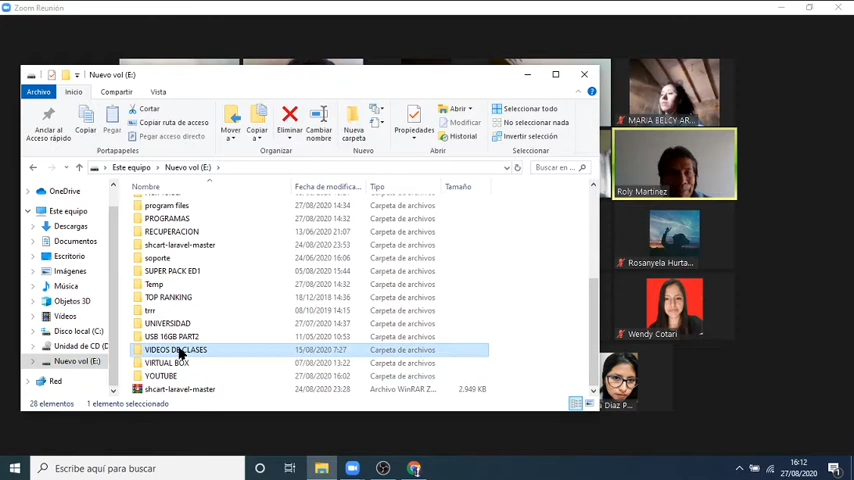 Zoom Reunión
Nuevo vol (E:)
Archivo Inicio Compartir Vista
Anclar al Acceso rápido
Copiar
Pegar
Cortar
Copiar ruta de acceso
Pegar acceso directo
Portapapeles
Mover
Copiar
Eliminar
Cambiar nombre
Organizar
Nueva carpeta
Nuevo
Propiedades
Abrir
Modificar
Historial
Abrir
Seleccionar todo
No seleccionar nada
Invertir selección
Seleccionar
Este equipo Nuevo vol (E:)
Buscar en ...
Nombre Fecha de modifica... Tipo Tamaño
OneDrive
Este equipo
Descargas
Documentos
Escritorio
Imágenes
Música
Objetos 3D
Vídeos
Disco local (C:)
Unidad de CD (D
Nuevo vol (E:)
Red
program files 27/08/2020 14:34 Carpeta de archivos
PROGRAMAS 27/08/2020 14:32 Carpeta de archivos
RECUPERACION 13/06/2020 21:07 Carpeta de archivos
shcart-laravel-master 24/08/2020 23:53 Carpeta de archivos
soporte 24/06/2020 16:06 Carpeta de archivos
SUPER PACK ED1 05/08/2020 15:44 Carpeta de archivos
Temp 27/08/2020 14:32 Carpeta de archivos
TOP RANKING 18/12/2018 14:36 Carpeta de archivos
trrr 08/10/2019 14:15 Carpeta de archivos
UNIVERSIDAD 27/07/2020 14:37 Carpeta de archivos
USB 16GB PART2 11/05/2020 10:53 Carpeta de archivos
VIDEOS DE CLASES 15/08/2020 7:27 Carpeta de archivos
VIRTUAL BOX 07/08/2020 13:22 Carpeta de archivos
YOUTUBE 27/08/2020 16:02 Carpeta de archivos
shcart-laravel-master 24/08/2020 23:28 Archivo WinRAR Z... 2.949 KB
28 elementos 1 elemento seleccionado
MARIA BELCY AR...
Roly Martinez
Rosanyela Hurta...
Wendy Cotari
Diaz P...
Escribe aquí para buscar
16:12
27/08/2020